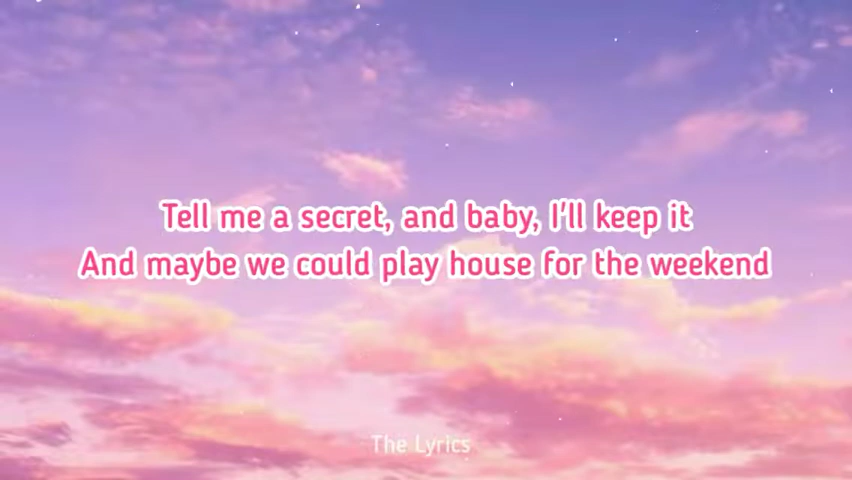 Tell me a secret, and baby, I'll keep it
And maybe we could play house for the weekend
The Lyrics